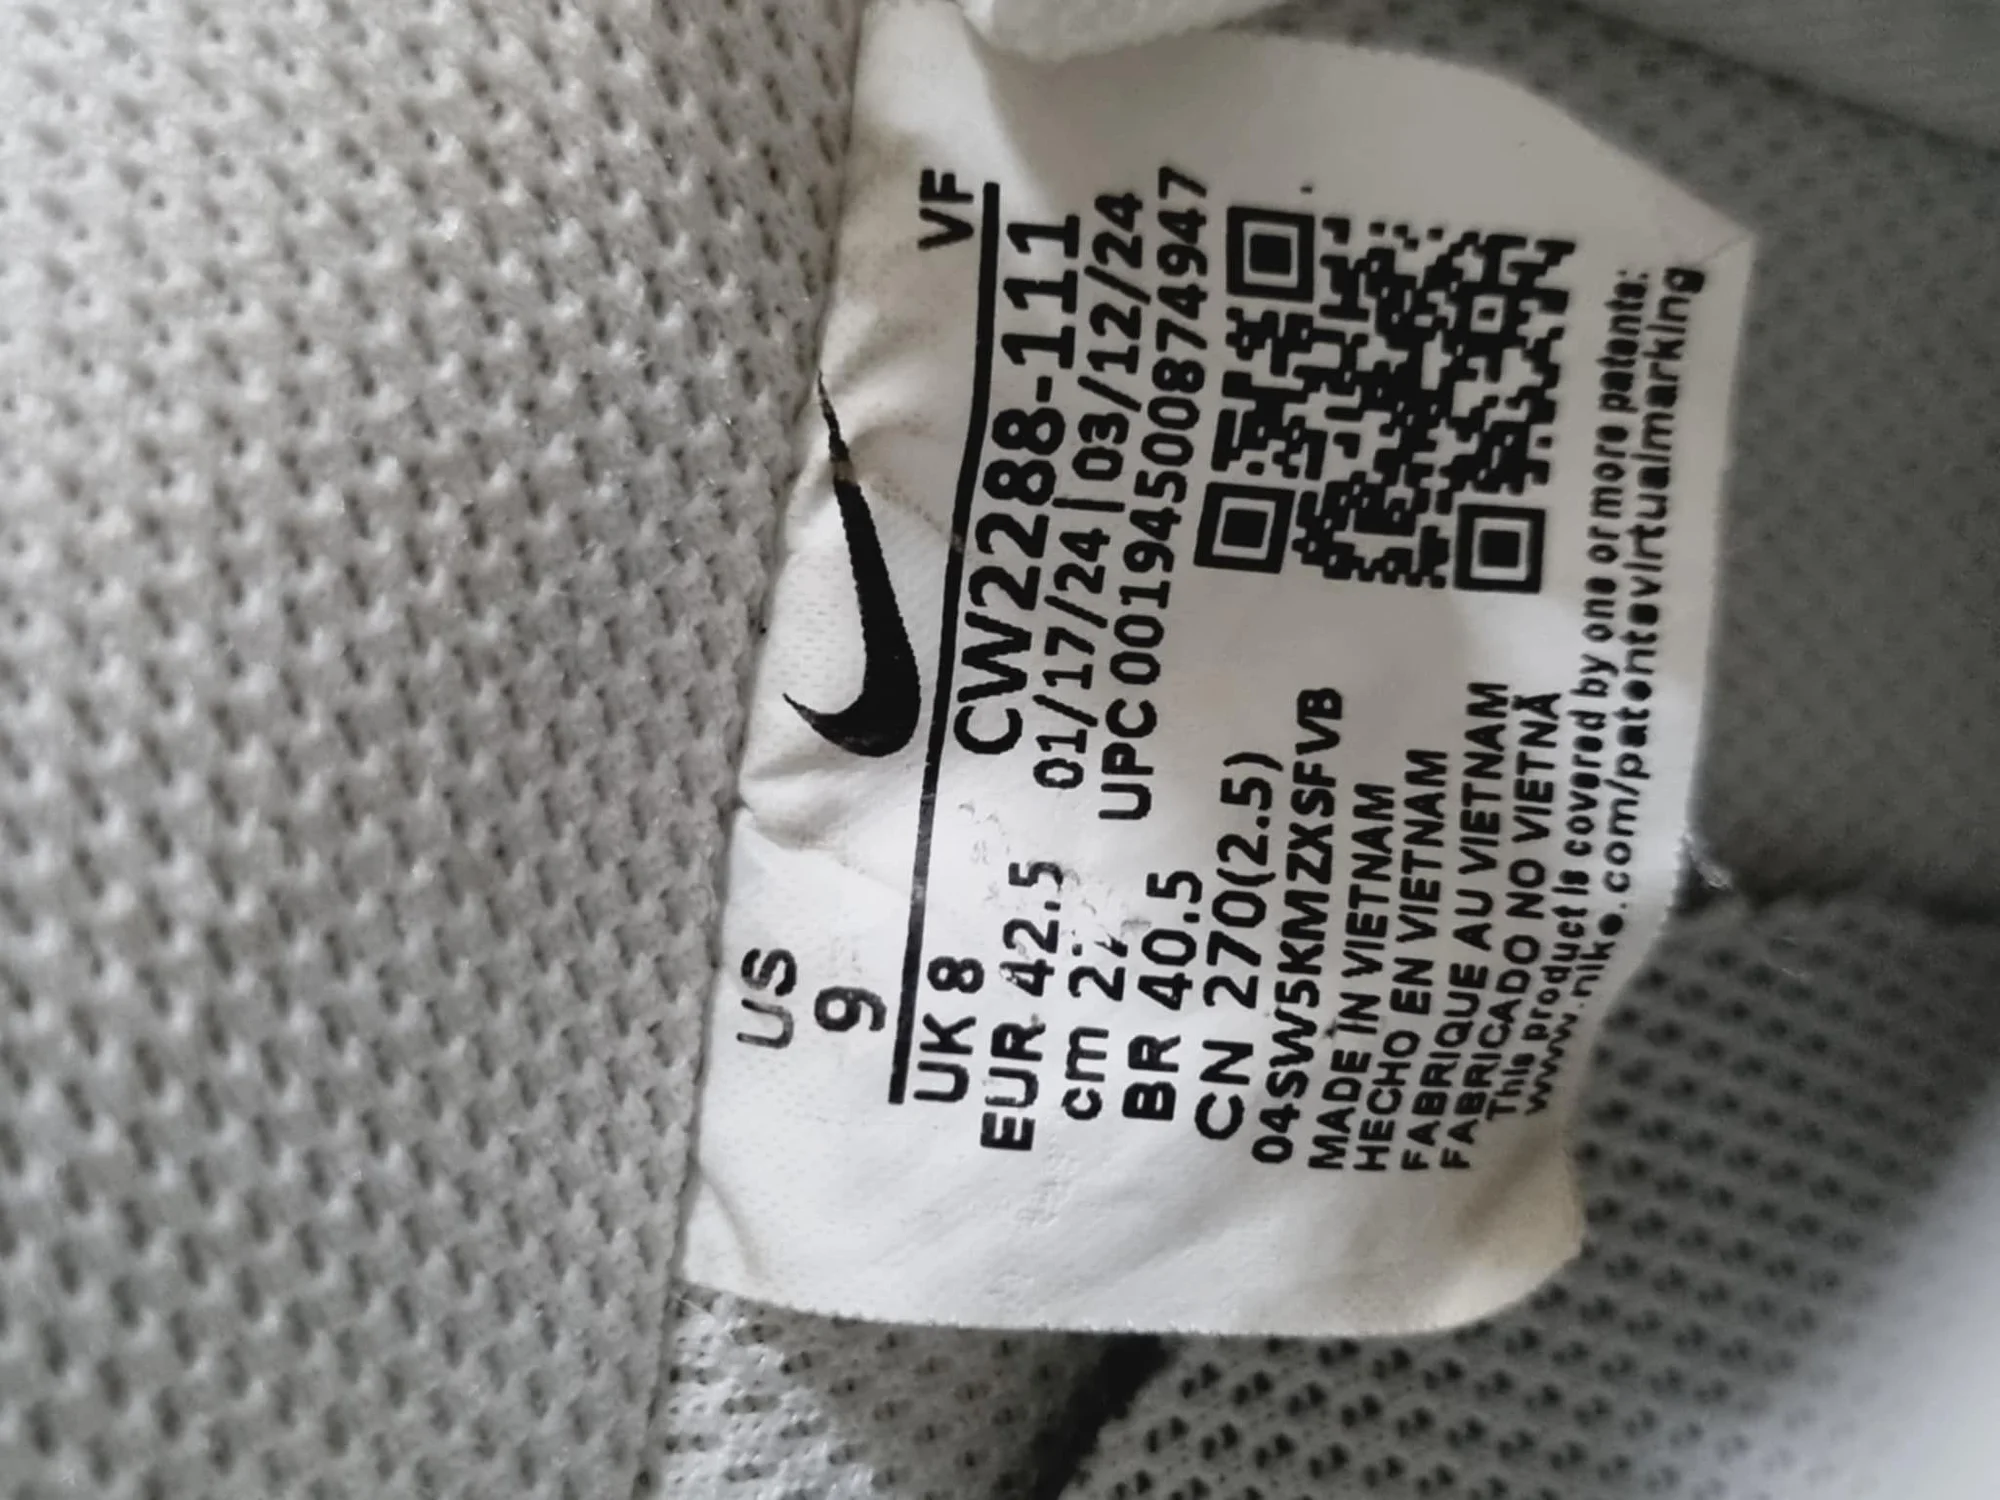 US
9
VF
UK 8
EUR 42.5
cm
BR 40.5
CN 270(2.5)
CW2288-111
01/17/24|03/12/24
UPC 00194500874947
04SW5KMZXSFVB
MADE IN VIETNAM
HECHO EN VIETNAM
FABRIQUE AU VIETNAM
FABRICADO NO VIETNÃ
This product is covered by one or more patents:
www.nike.com/patentsvirtualmarking